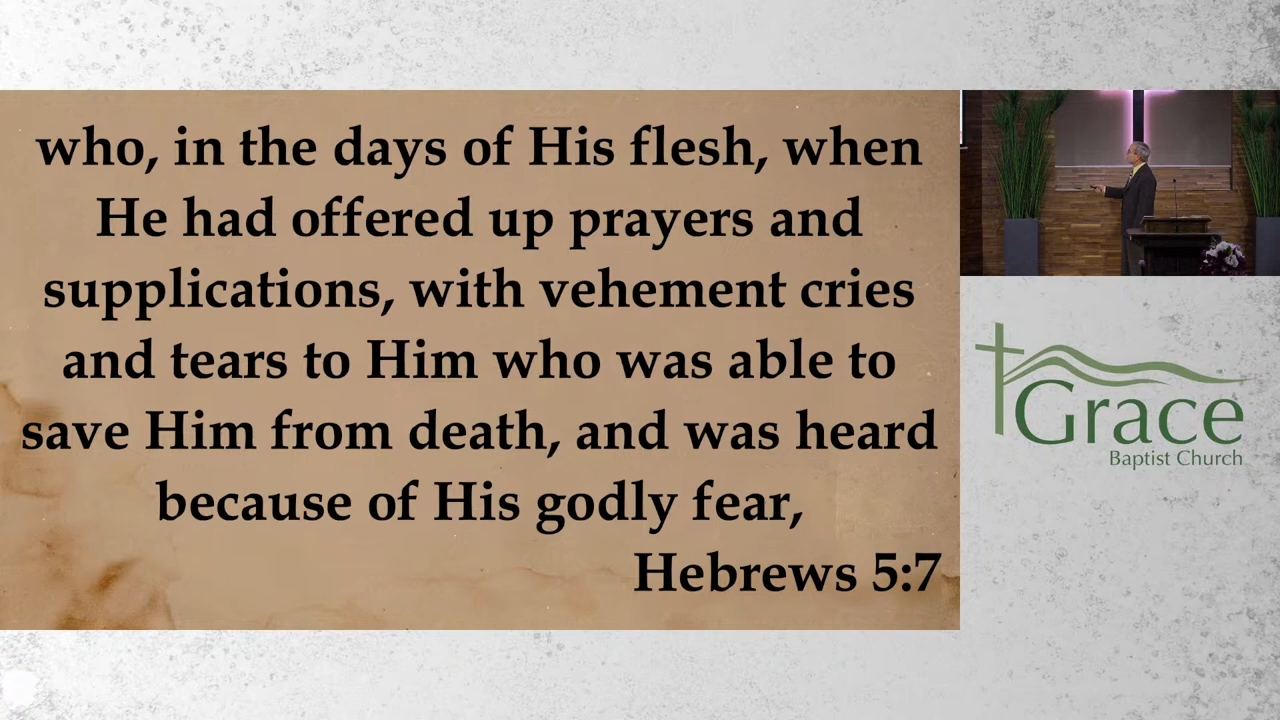 who, in the days of His flesh, when
He had offered up prayers and
supplications, with vehement cries
and tears to Him who was able to
save Him from death, and was heard
because of His godly fear,
Hebrews 5:7
Grace
Baptist Church